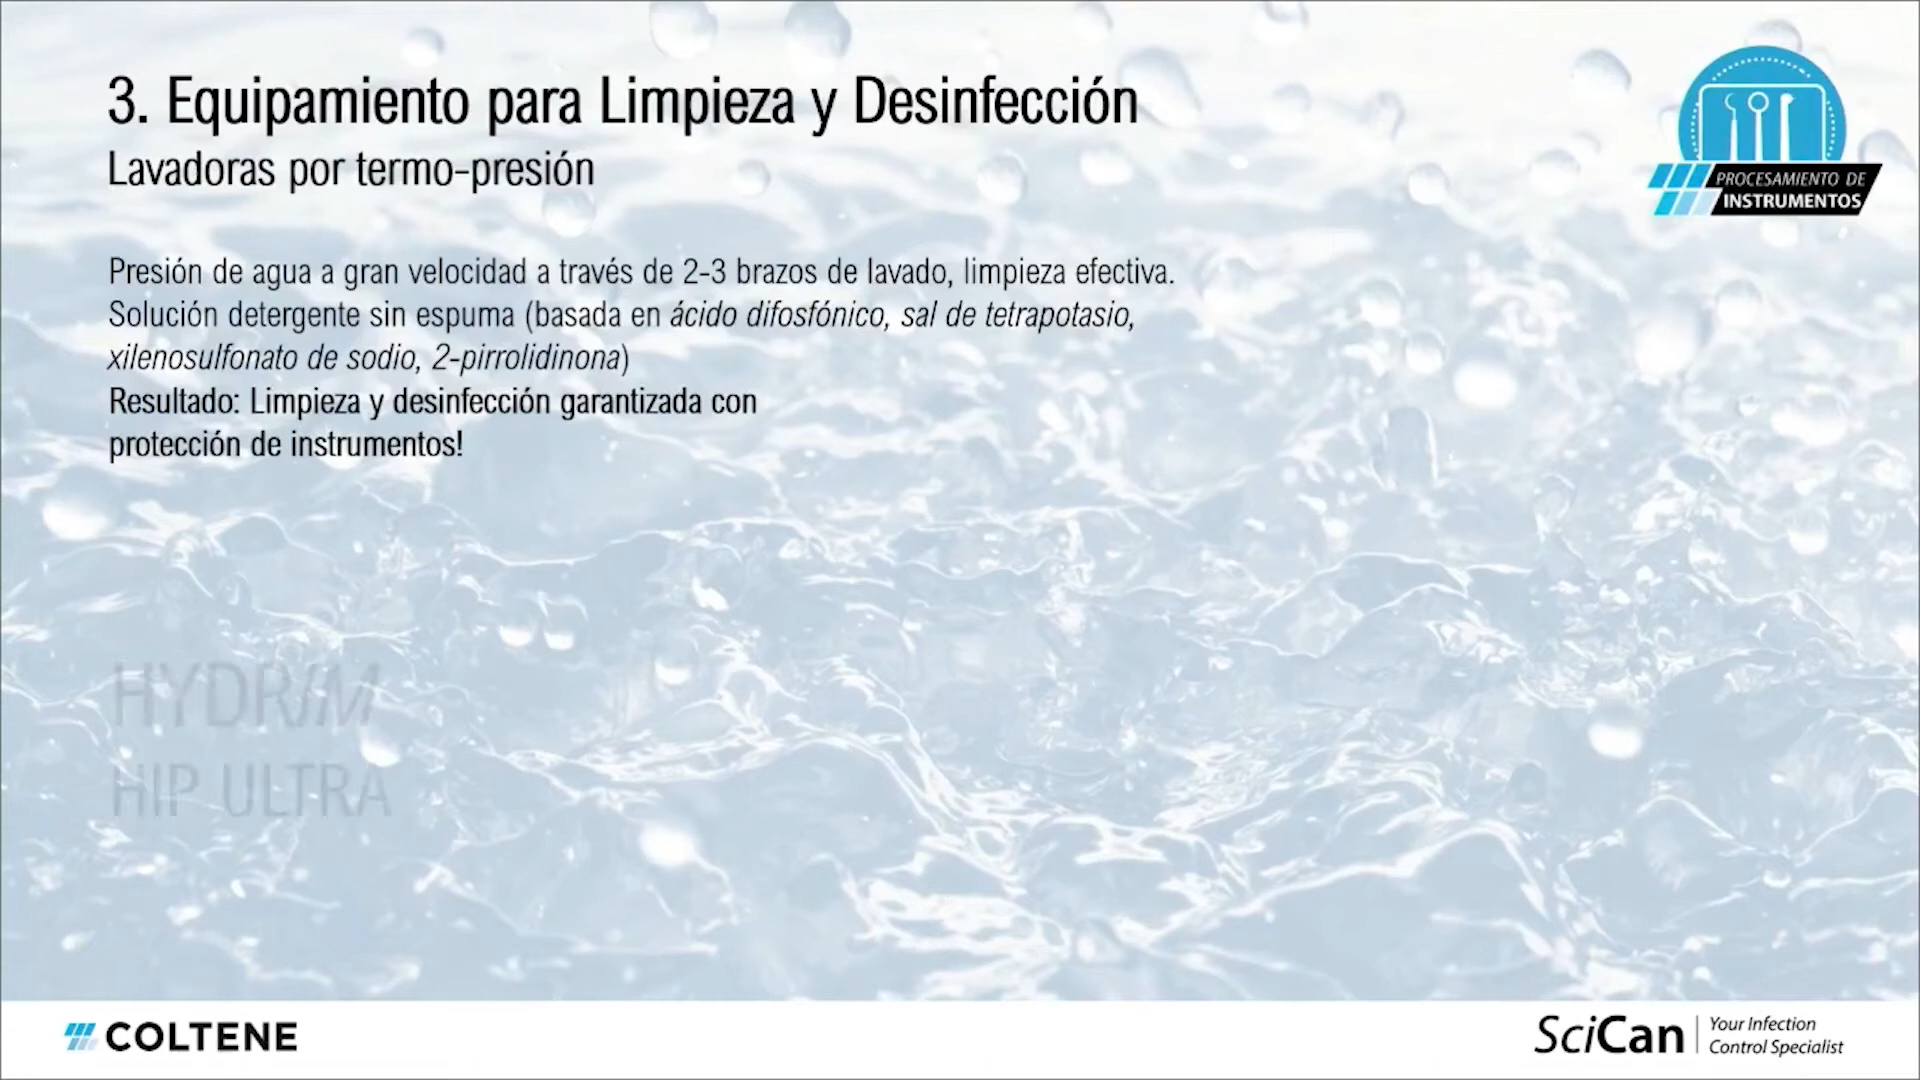 3. Equipamiento para Limpieza y Desinfección
Lavadoras por termo-presión
PROCESAMIENTO DE
INSTRUMENTOS
Presión de agua a gran velocidad a través de 2-3 brazos de lavado, limpieza efectiva.
Solución detergente sin espuma (basada en ácido difosfónico, sal de tetrapotasio,
xilenosulfonato de sodio, 2-pirrolidinona)
Resultado: Limpieza y desinfección garantizada con
protección de instrumentos!
HYDRIM
HIP ULTRA
COLTENE
SciCan
Your Infection
Control Specialist